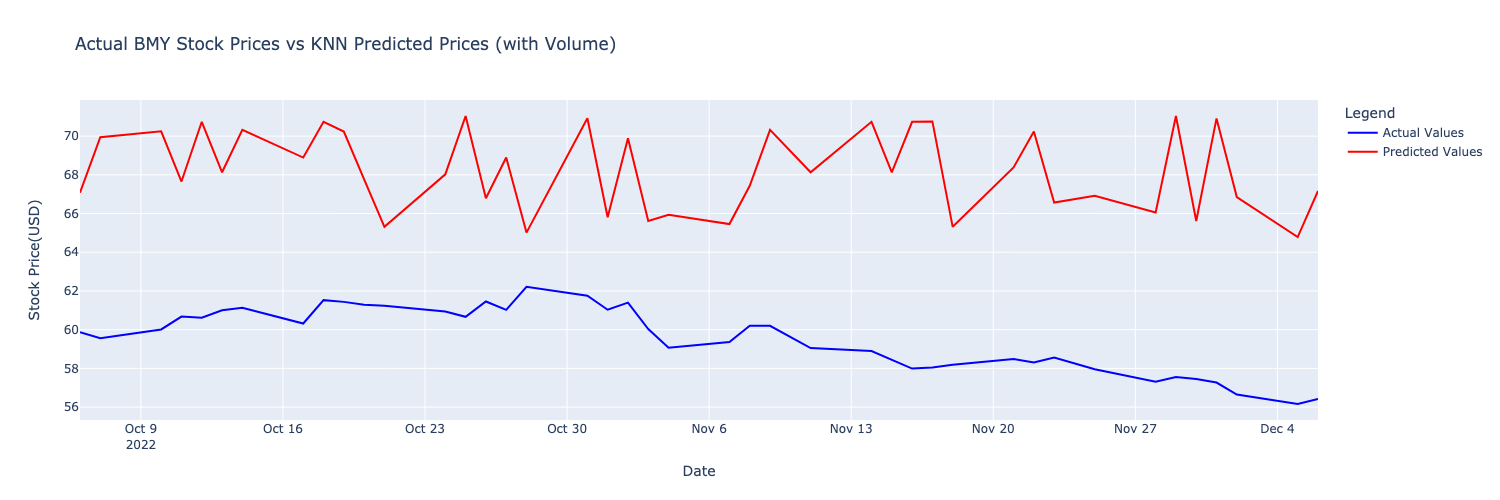 Actual BMY Stock Prices vs KNN Predicted Prices (with Volume)
Legend
Actual Values
Predicted Values
Stock Price(USD)
70
68
66
64
62
60
58
56
Oct 9
2022
Oct 16
Oct 23
Oct 30
Nov 6
Nov 13
Nov 20
Nov 27
Dec 4
Date